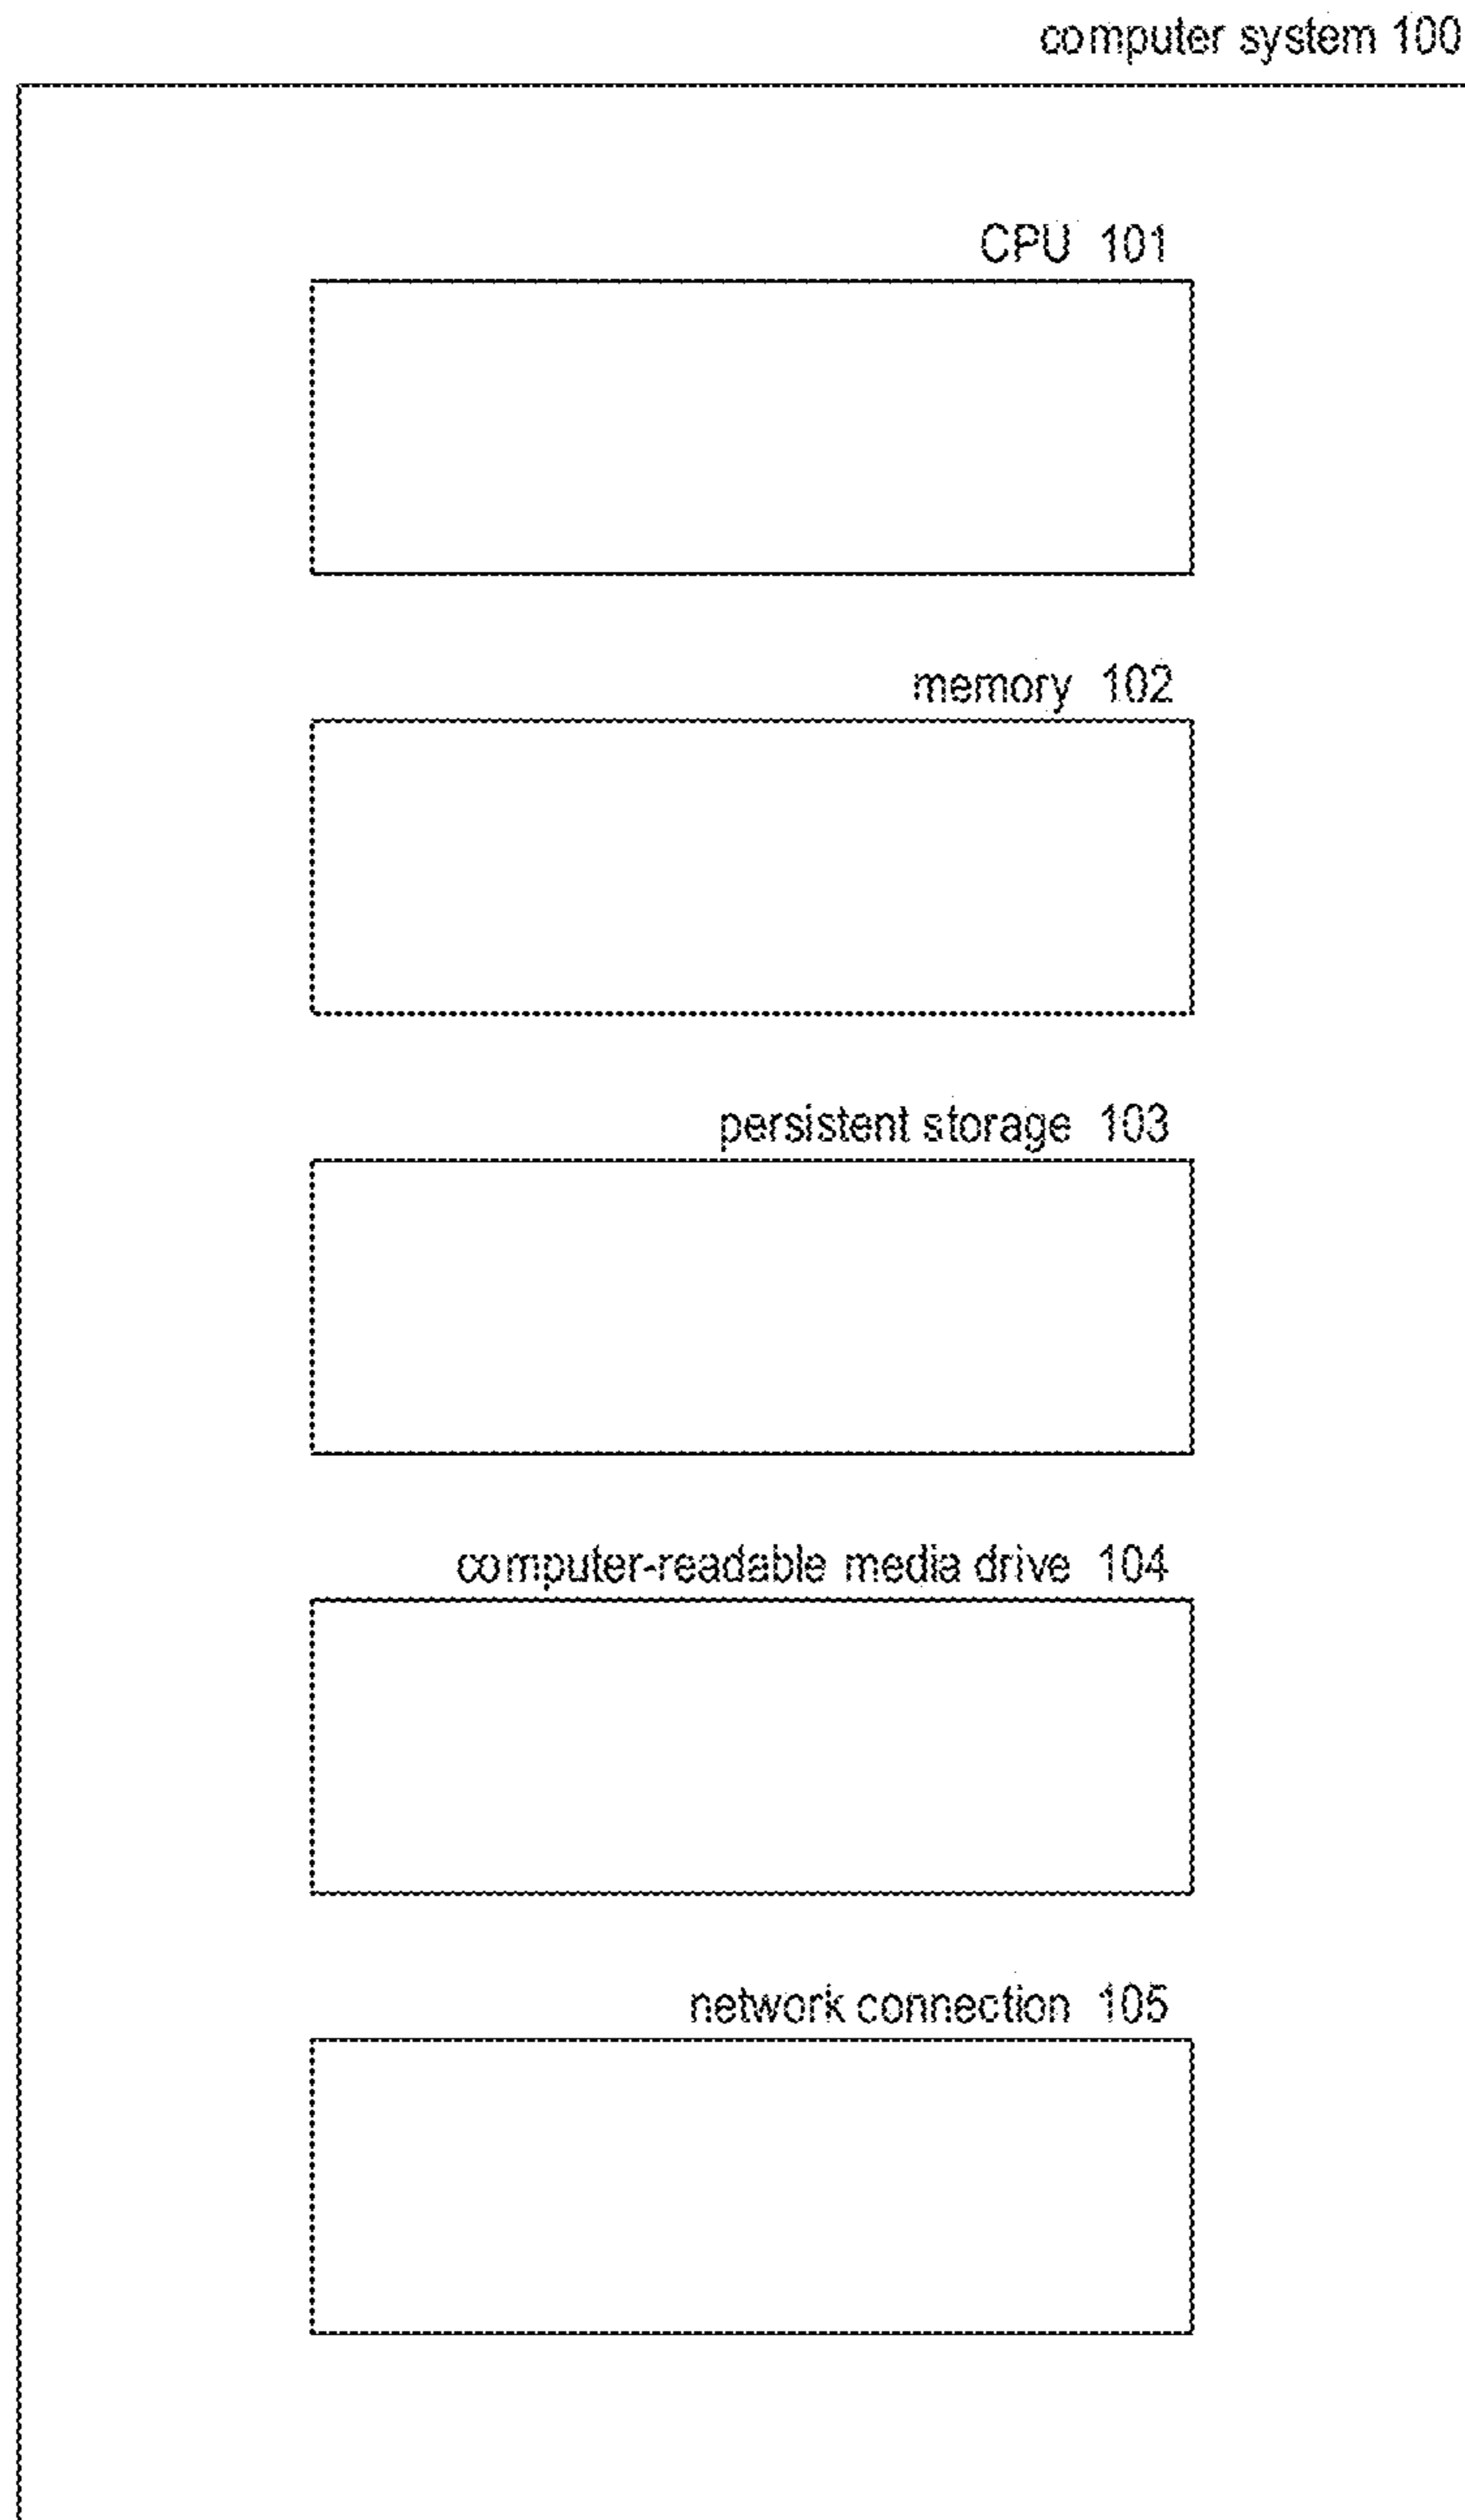 computer system 100
CPU 101
memory 102
persistent storage 103
computer-readable media drive 104
network connection 105